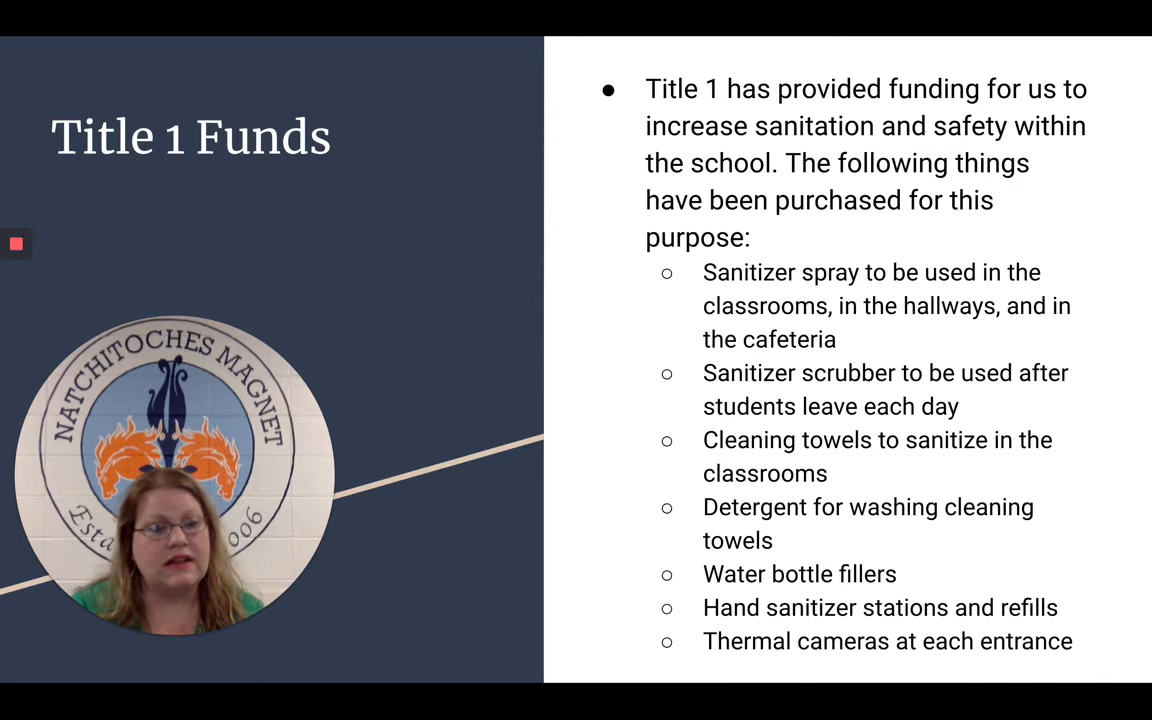 Title 1 Funds
● Title 1 has provided funding for us to
increase sanitation and safety within
the school. The following things
have been purchased for this
purpose:
○ Sanitizer spray to be used in the
classrooms, in the hallways, and in
the cafeteria
○ Sanitizer scrubber to be used after
students leave each day
○ Cleaning towels to sanitize in the
classrooms
○ Detergent for washing cleaning
towels
○ Water bottle fillers
○ Hand sanitizer stations and refills
○ Thermal cameras at each entrance
NATCHITOCHES MAGNET